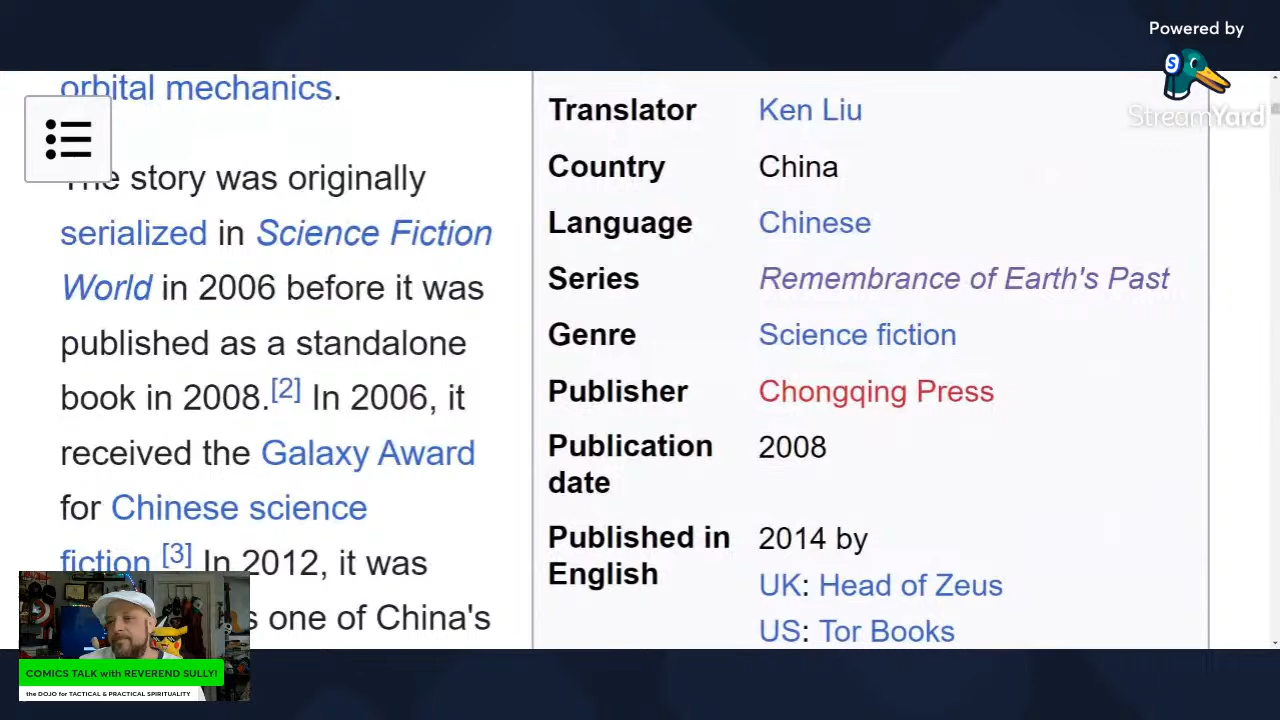 Powered by
S
StreamYard
orbital mechanics.
The story was originally
serialized in Science Fiction
World in 2006 before it was
published as a standalone
book in 2008.[2] In 2006, it
received the Galaxy Award
for Chinese science
fiction [3] In 2012, it was
s one of China's
Translator Ken Liu
Country China
Language Chinese
Series Remembrance of Earth's Past
Genre Science fiction
Publisher Chongqing Press
Publication date 2008
Published in English 2014 by
UK: Head of Zeus
US: Tor Books
COMICS TALK with REVEREND SULLY!
the DOJO for TACTICAL & PRACTICAL SPIRITUALITY